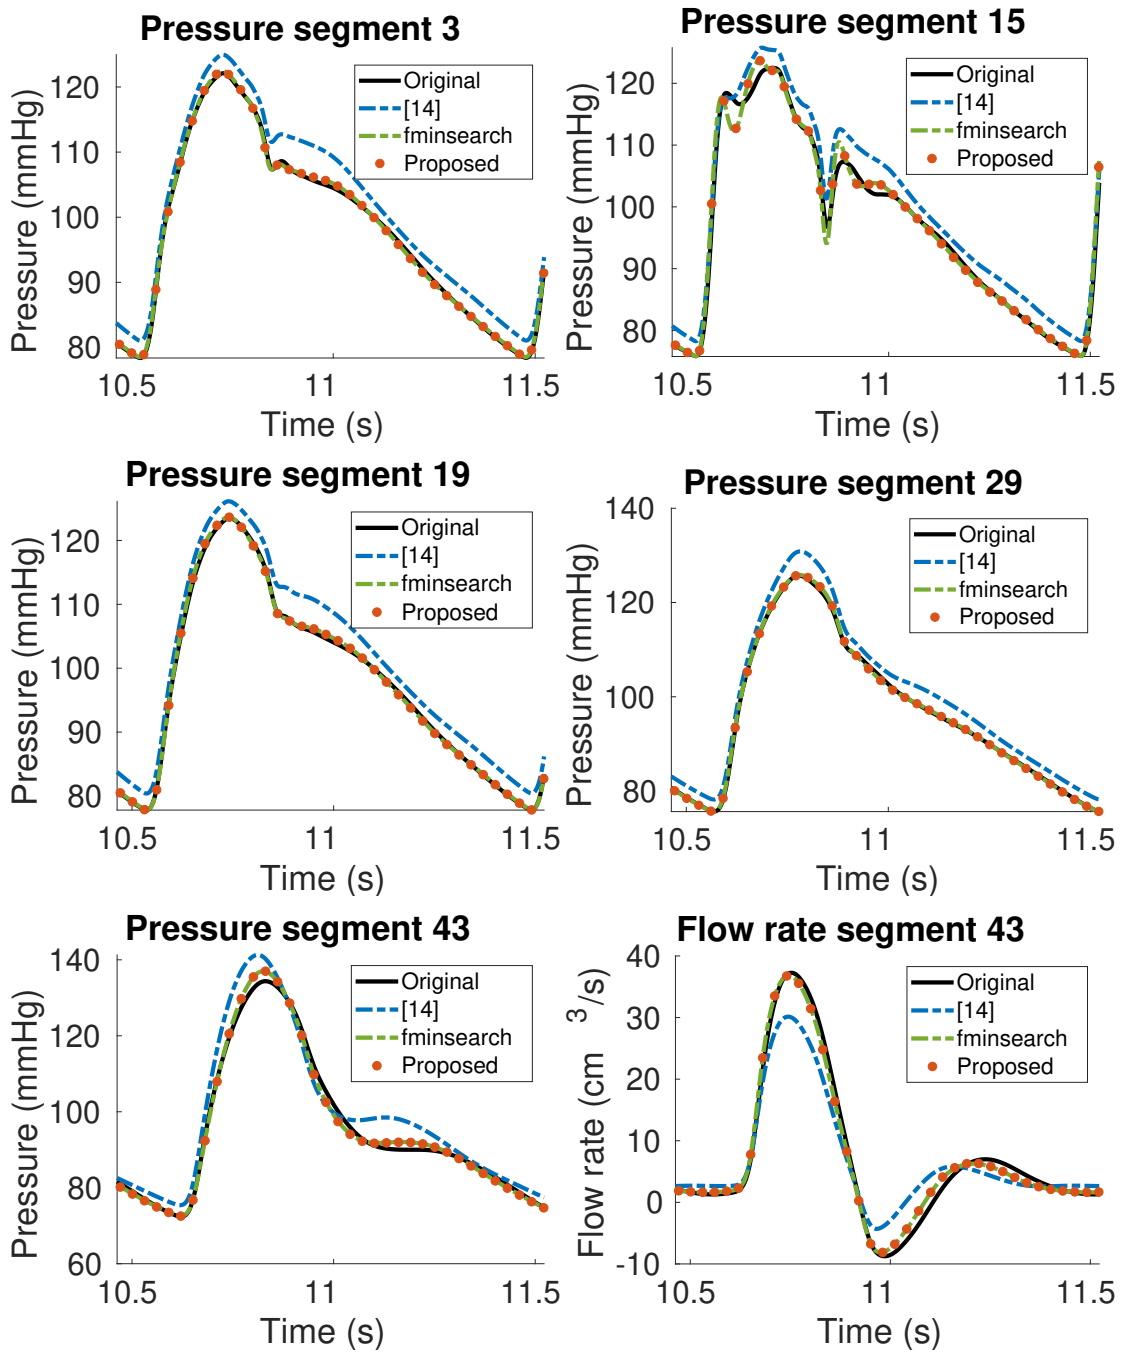 Pressure segment 3
Pressure (mmHg)
120
110
100
90
80
10.5
11
11.5
Time (s)
Original
[14]
fminsearch
Proposed
Pressure segment 15
Pressure (mmHg)
120
110
100
90
80
10.5
11
11.5
Time (s)
Original
[14]
fminsearch
Proposed
Pressure segment 19
Pressure (mmHg)
120
110
100
90
80
10.5
11
11.5
Time (s)
Original
[14]
fminsearch
Proposed
Pressure segment 29
Pressure (mmHg)
140
120
100
80
10.5
11
11.5
Time (s)
Original
[14]
fminsearch
Proposed
Pressure segment 43
Pressure (mmHg)
140
120
100
80
60
10.5
11
11.5
Time (s)
Original
[14]
fminsearch
Proposed
Flow rate segment 43
Flow rate (cm 3/s)
40
30
20
10
0
-10
10.5
11
11.5
Time (s)
Original
[14]
fminsearch
Proposed